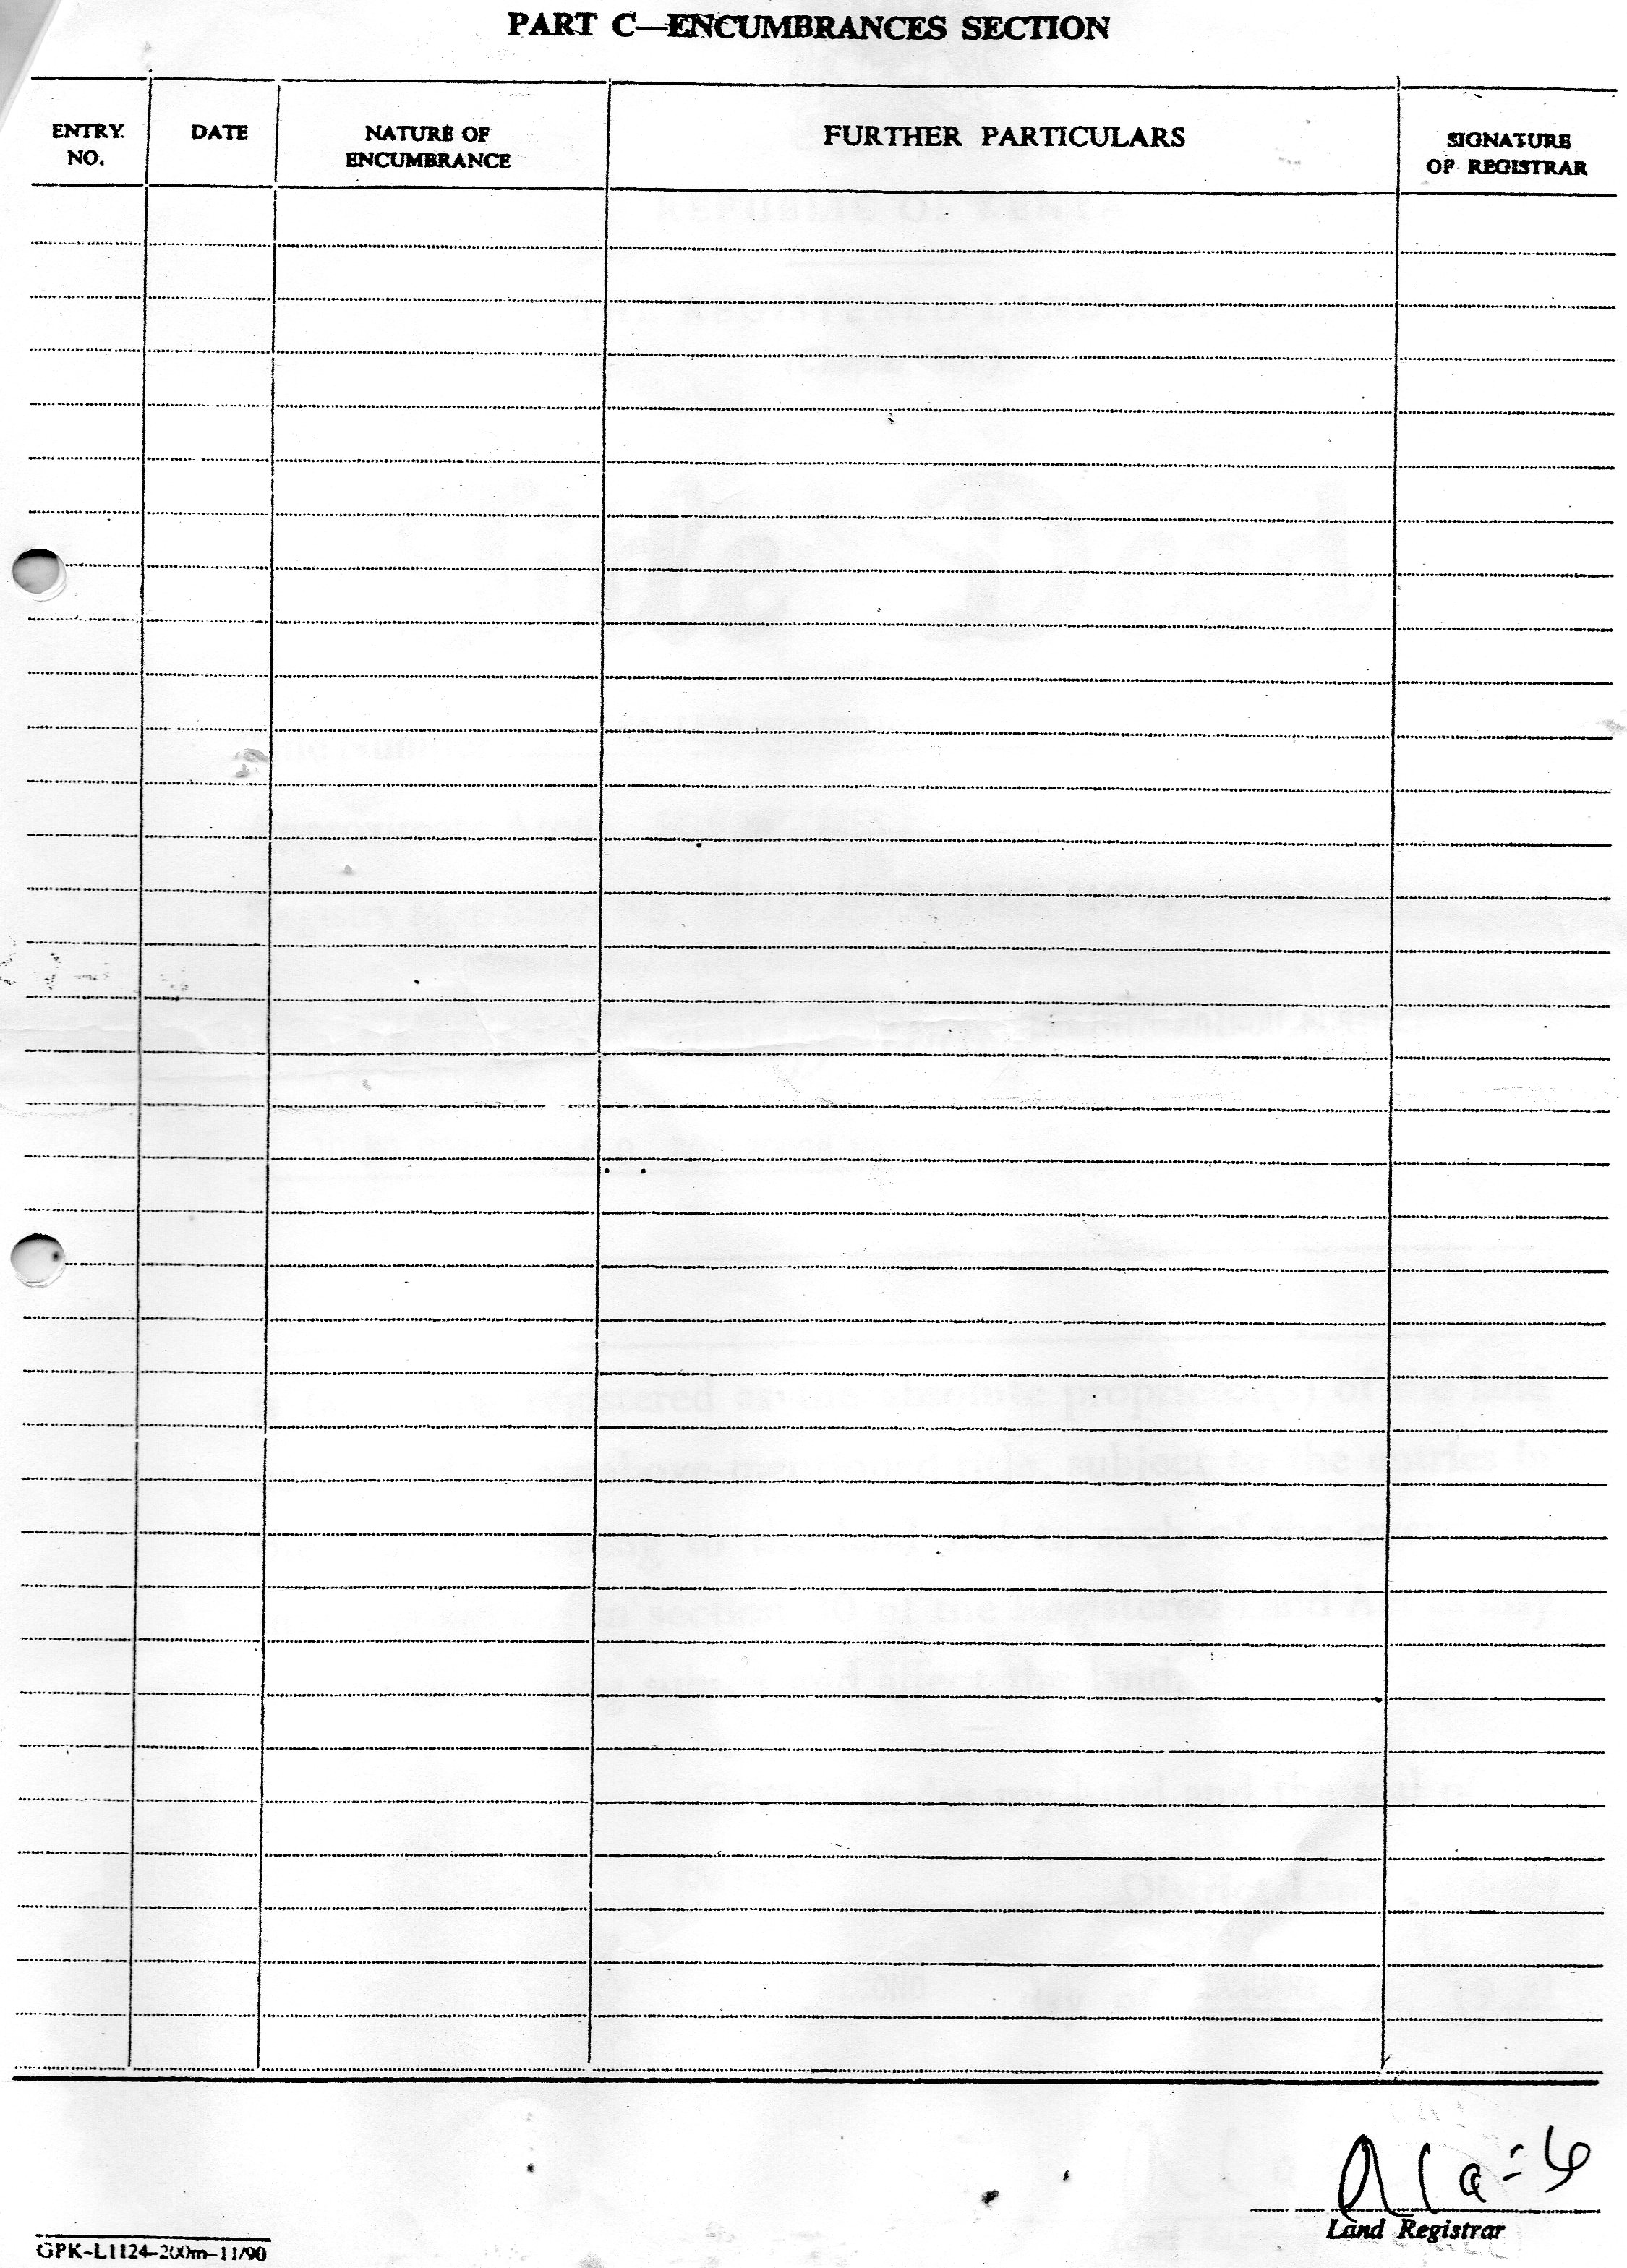 PART C—ENCUMBRANCES SECTION
ENTRY NO.
DATE
NATURE OF ENCUMBRANCE
FURTHER PARTICULARS
SIGNATURE OF REGISTRAR
Land Registrar
GPK-L1124-200m-11/90